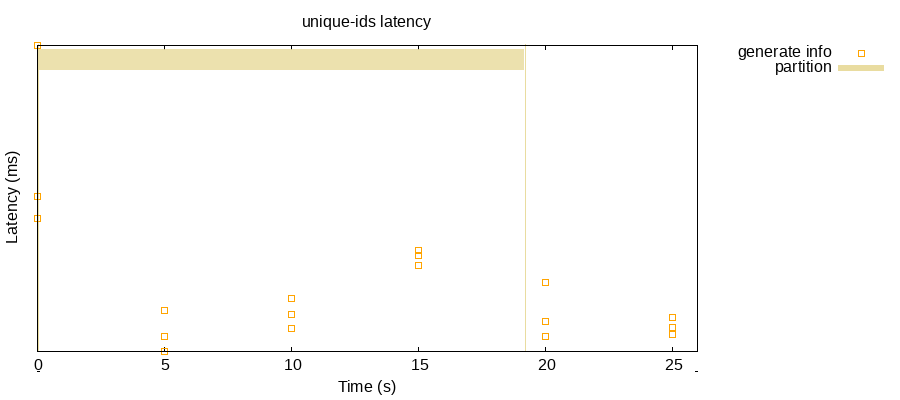 unique-ids latency
generate info
partition
Latency (ms)
0 5 10 15 20 25
Time (s)